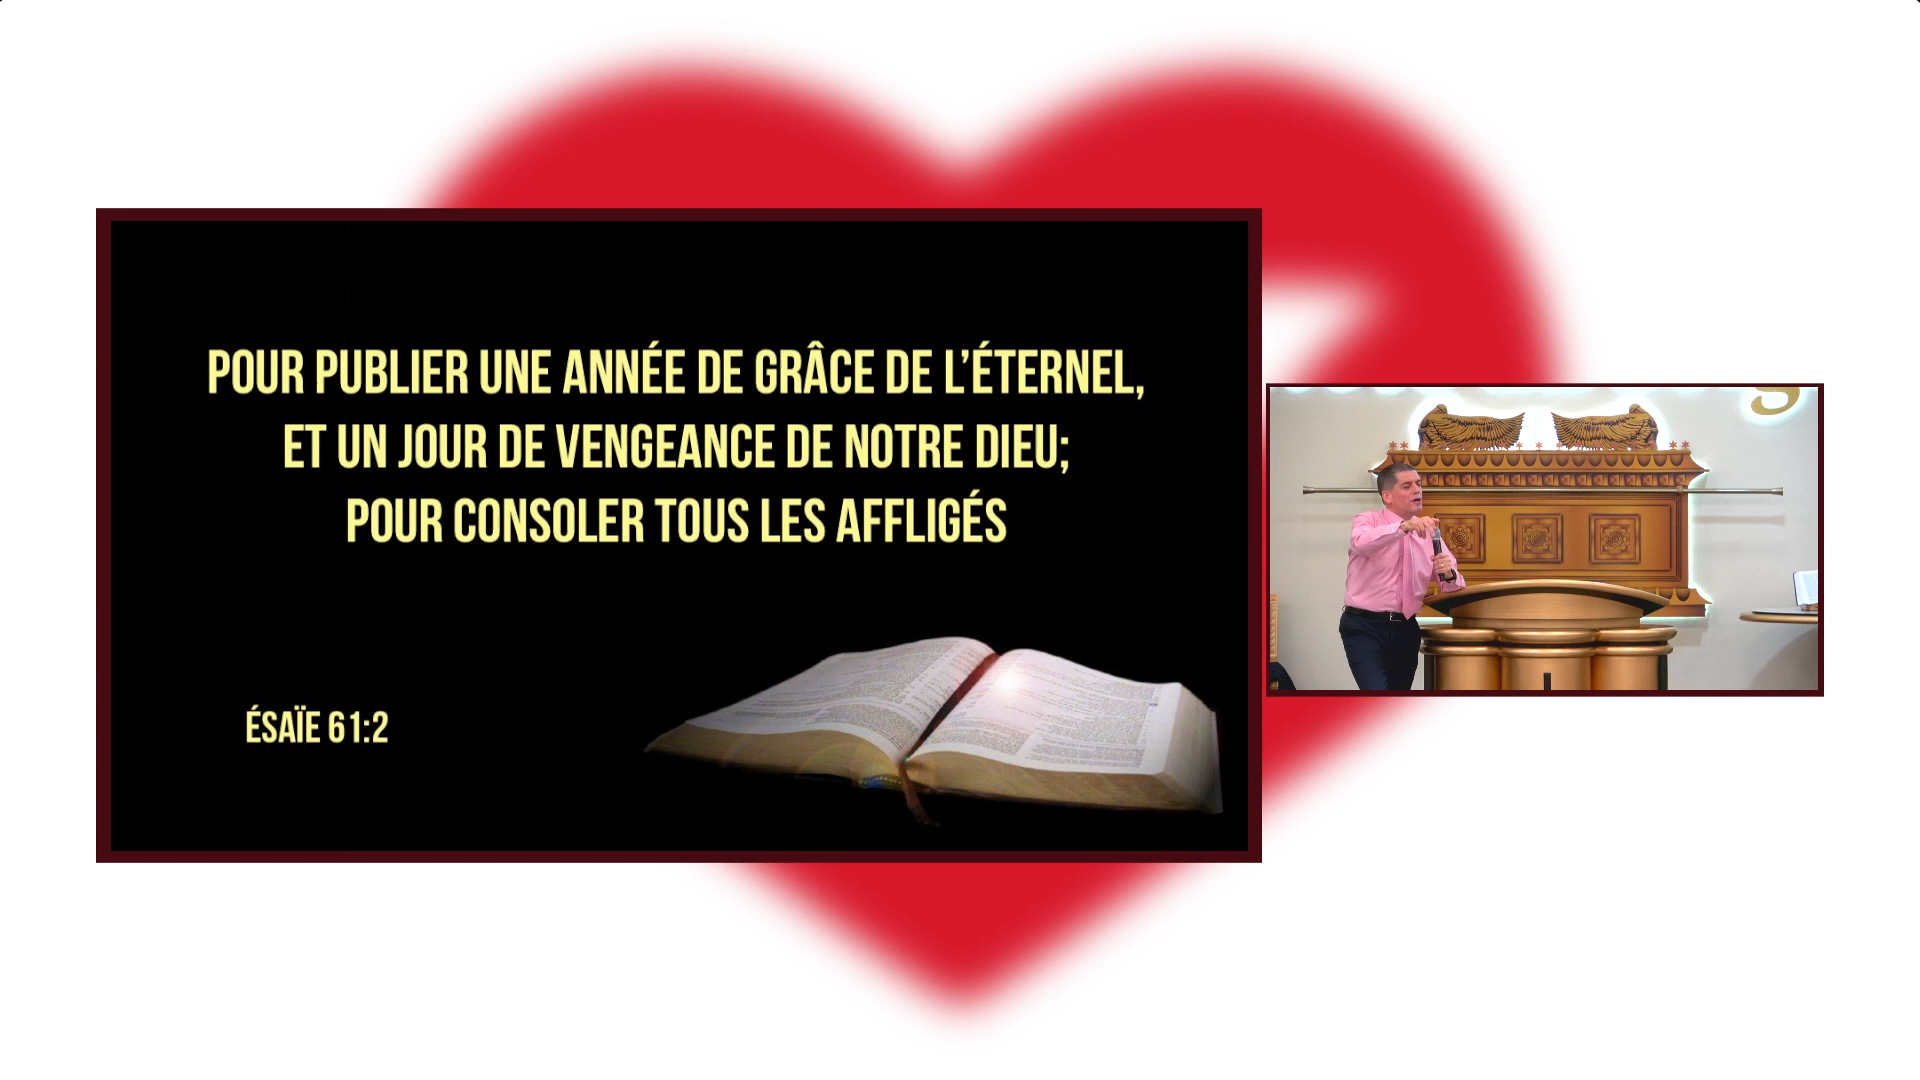 POUR PUBLIER UNE ANNÉE DE GRÂCE DE L’ÉTERNEL,
ET UN JOUR DE VENGEANCE DE NOTRE DIEU;
POUR CONSOLER TOUS LES AFFLIGÉS
ÉSAÏE 61:2